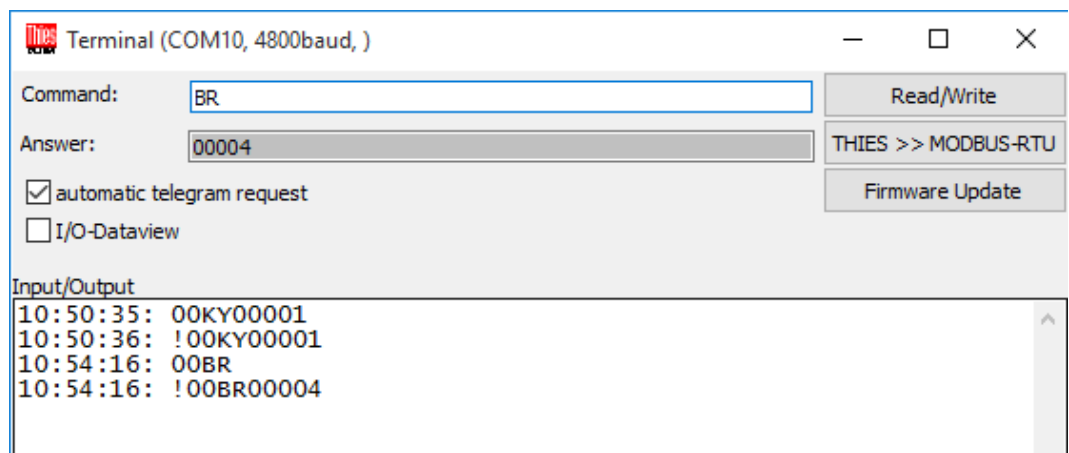 Thies
CLIMA
Terminal (COM10, 4800baud, )
Command:
BR
Read/Write
Answer:
00004
THIES >> MODBUS-RTU
automatic telegram request
Firmware Update
I/O-Dataview
Input/Output
10:50:35: 00KY00001
10:50:36: !00KY00001
10:54:16: 00BR
10:54:16: !00BR00004